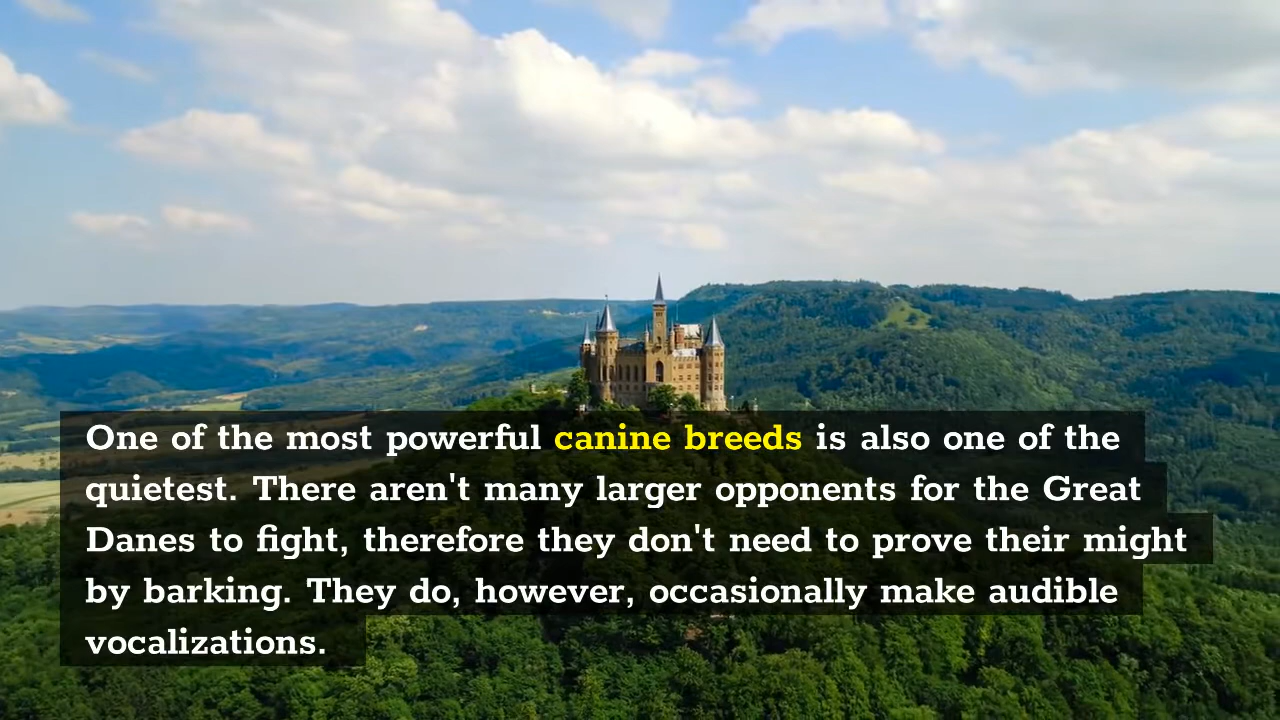 One of the most powerful canine breeds is also one of the
quietest. There aren't many larger opponents for the Great
Danes to fight, therefore they don't need to prove their might
by barking. They do, however, occasionally make audible
vocalizations.